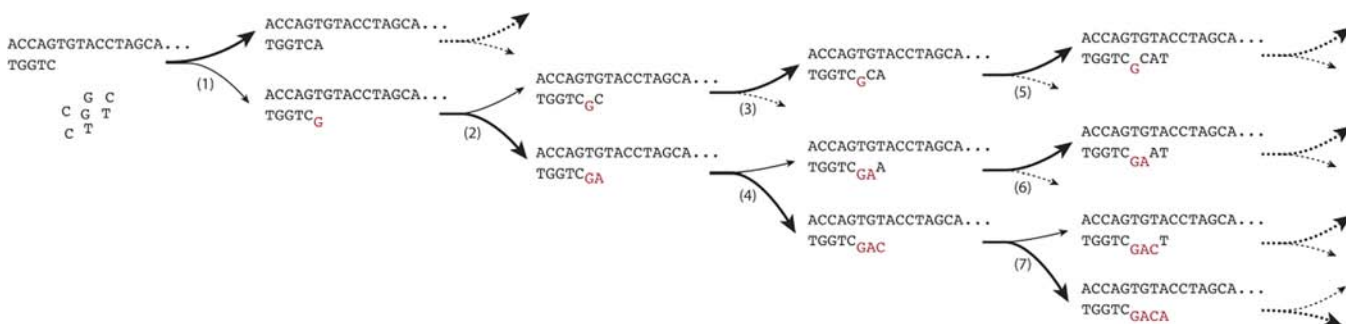 ACCAGTGTACCTAGCA...
TGGTC
G C
C G T
C T
(1)
ACCAGTGTACCTAGCA...
TGGTCA
ACCAGTGTACCTAGCA...
TGGTCG
(2)
ACCAGTGTACCTAGCA...
TGGTCGC
ACCAGTGTACCTAGCA...
TGGTCGA
(3)
(4)
ACCAGTGTACCTAGCA...
TGGTCGCA
ACCAGTGTACCTAGCA...
TGGTCGAA
ACCAGTGTACCTAGCA...
TGGTCGAC
(5)
(6)
(7)
ACCAGTGTACCTAGCA...
TGGTCGCAT
ACCAGTGTACCTAGCA...
TGGTCGAAT
ACCAGTGTACCTAGCA...
TGGTCGACT
ACCAGTGTACCTAGCA...
TGGTCGACA